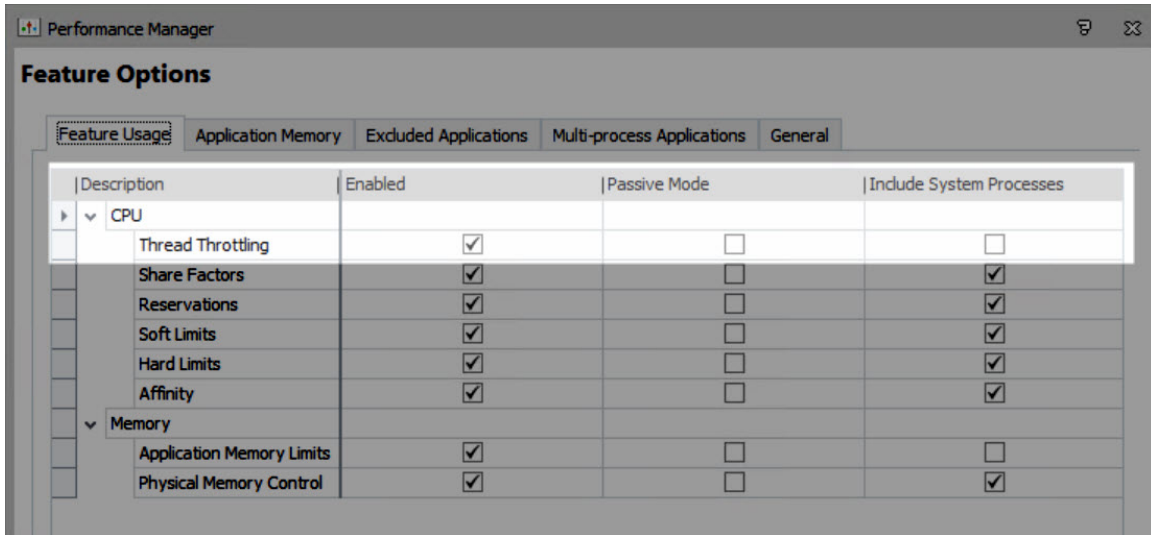 Performance Manager
Feature Options
Feature Usage Application Memory Excluded Applications Multi-process Applications General
Description Enabled Passive Mode Include System Processes
CPU
Thread Throttling
Share Factors
Reservations
Soft Limits
Hard Limits
Affinity
Memory
Application Memory Limits
Physical Memory Control